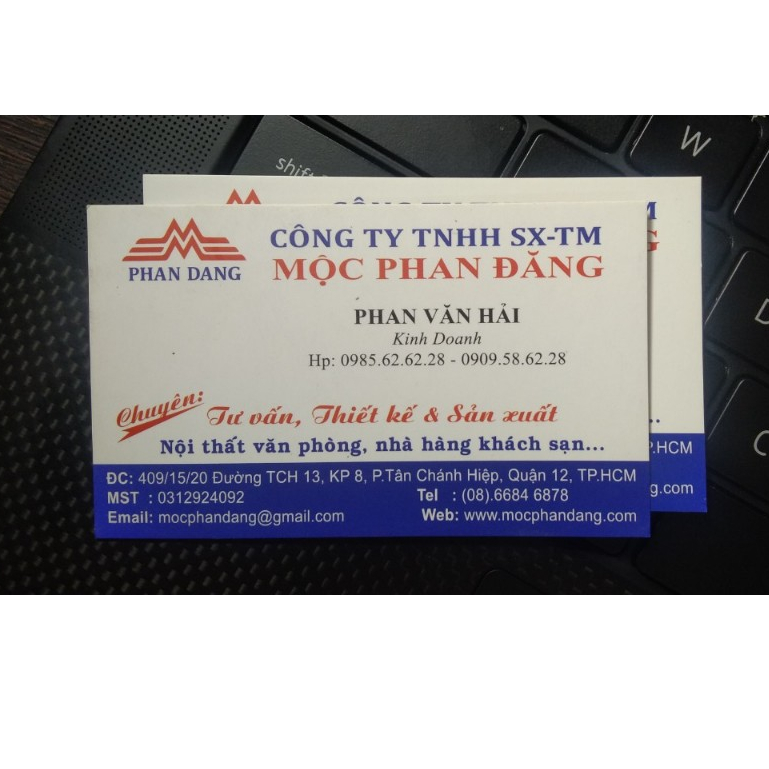 shift
W
PHAN DANG
CÔNG TY TNHH SX-TM
MỘC PHAN ĐĂNG
PHAN VĂN HẢI
Kinh Doanh
Hp: 0985.62.62.28 - 0909.58.62.28
Chuyên: Tư vấn, Thiết kế & Sản xuất
Nội thất văn phòng, nhà hàng khách sạn...
ĐC: 409/15/20 Đường TCH 13, KP 8, P.Tân Chánh Hiệp, Quận 12, TP.HCM
MST : 0312924092 Tel : (08).6684 6878
Email: mocphandang@gmail.com Web: www.mocphandang.com
P.HCM
g.com